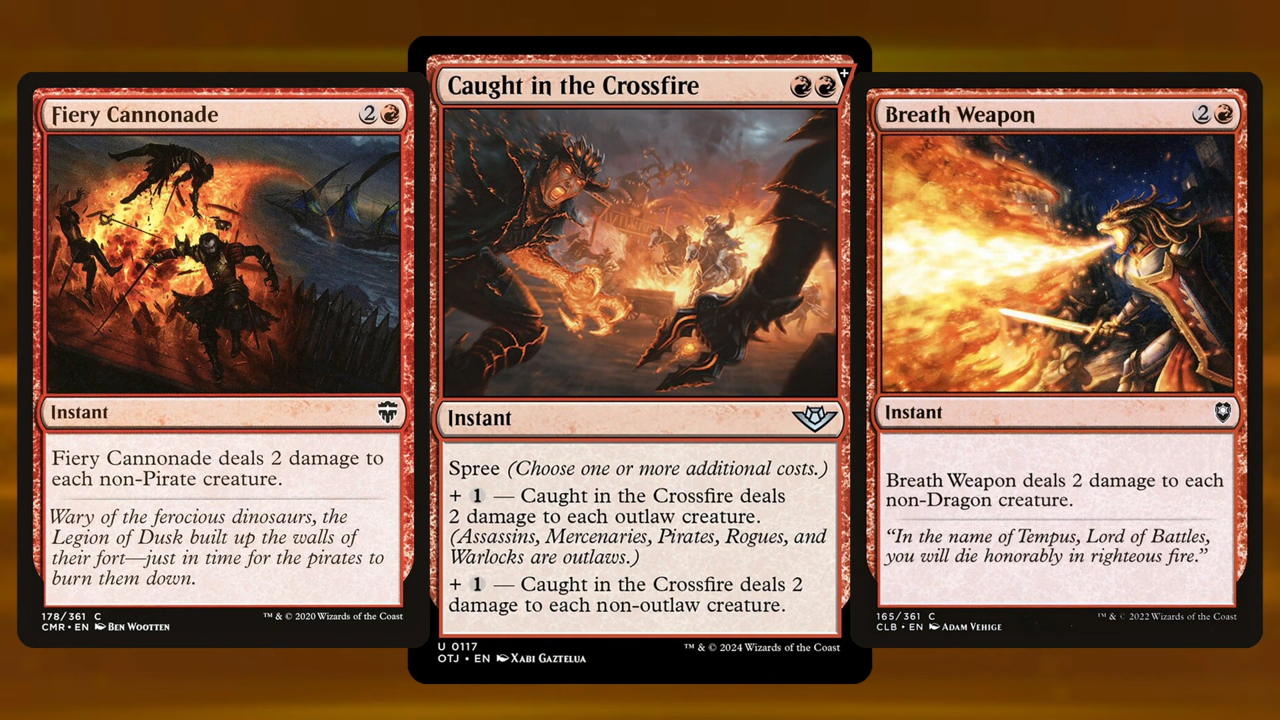 Fiery Cannonade 2
Instant
Fiery Cannonade deals 2 damage to
each non-Pirate creature.
Wary of the ferocious dinosaurs, the
Legion of Dusk built up the walls of
their fort—just in time for the pirates to
burn them down.
178/361 C
CMR • EN BEN WOOTTEN
™ & © 2020 Wizards of the Coast
Caught in the Crossfire
Instant
Spree (Choose one or more additional costs.)
+ 1 — Caught in the Crossfire deals
2 damage to each outlaw creature.
(Assassins, Mercenaries, Pirates, Rogues, and
Warlocks are outlaws.)
+ 1 — Caught in the Crossfire deals 2
damage to each non-outlaw creature.
U 0117
OTJ • EN XABI GAZTELUA
™ & © 2024 Wizards of the Coast
Breath Weapon 2
Instant
Breath Weapon deals 2 damage to each
non-Dragon creature.
“In the name of Tempus, Lord of Battles,
you will die honorably in righteous fire.”
165/361 C
CLB • EN ADAM VEHIGE
™ & © 2022 Wizards of the Coast